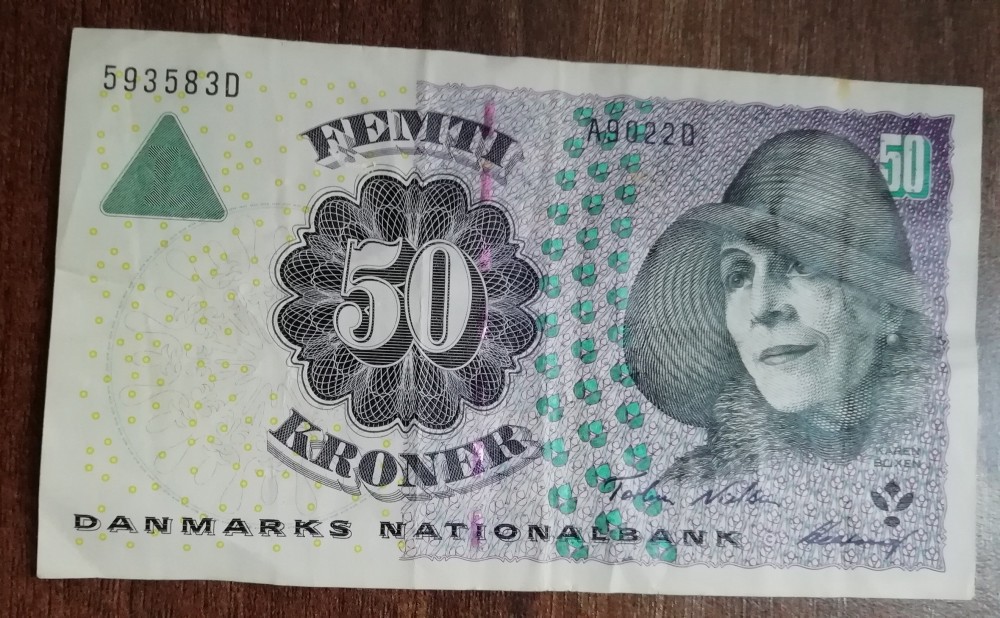 593583D
FEMTI
A9022D
50
50
KRONER
KAREN
BLIXEN
DANMARKS NATIONALBANK